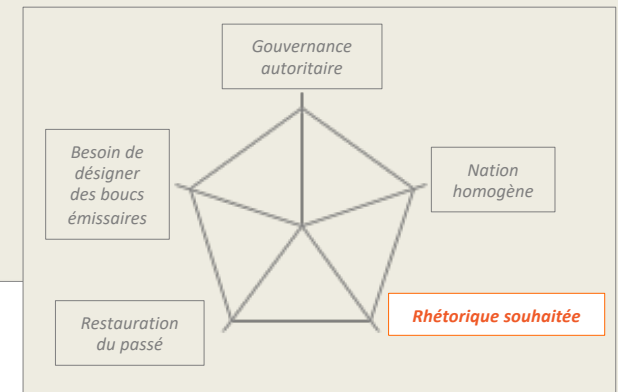 Gouvernance
autoritaire
Besoin de
désigner
des boucs
émissaires
Nation
homogène
Restauration
du passé
Rhétorique souhaitée